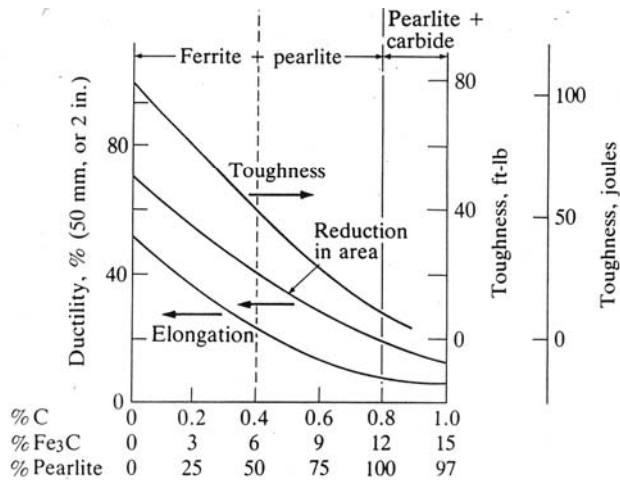 Pearlite +
carbide
Ferrite + pearlite
Ductility, % (50 mm, or 2 in.)
80
40
0
Toughness
Reduction
in area
Elongation
80
40
0
Toughness, ft-lb
100
50
0
Toughness, joules
% C 0 0.2 0.4 0.6 0.8 1.0
% Fe₃C 0 3 6 9 12 15
% Pearlite 0 25 50 75 100 97